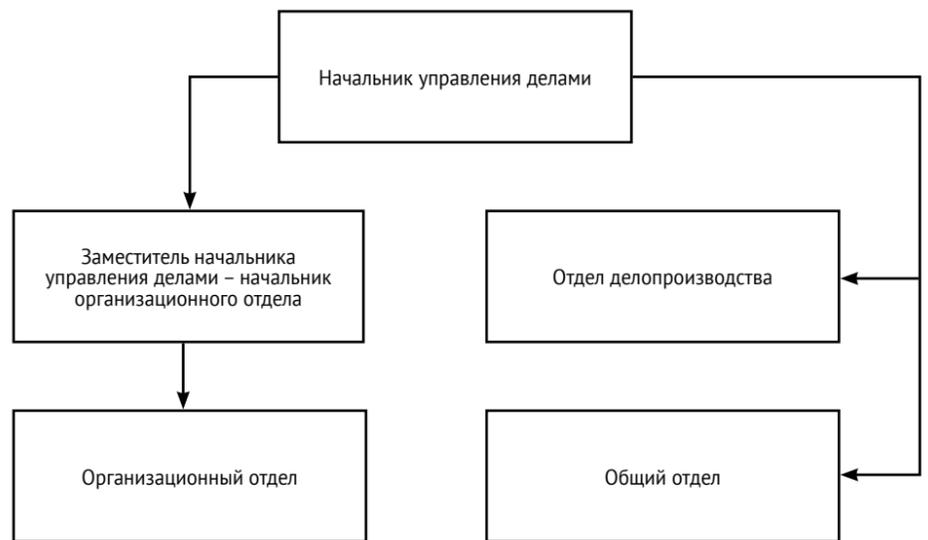 Начальник управления делами
Заместитель начальника
управления делами – начальник
организационного отдела
Отдел делопроизводства
Организационный отдел
Общий отдел